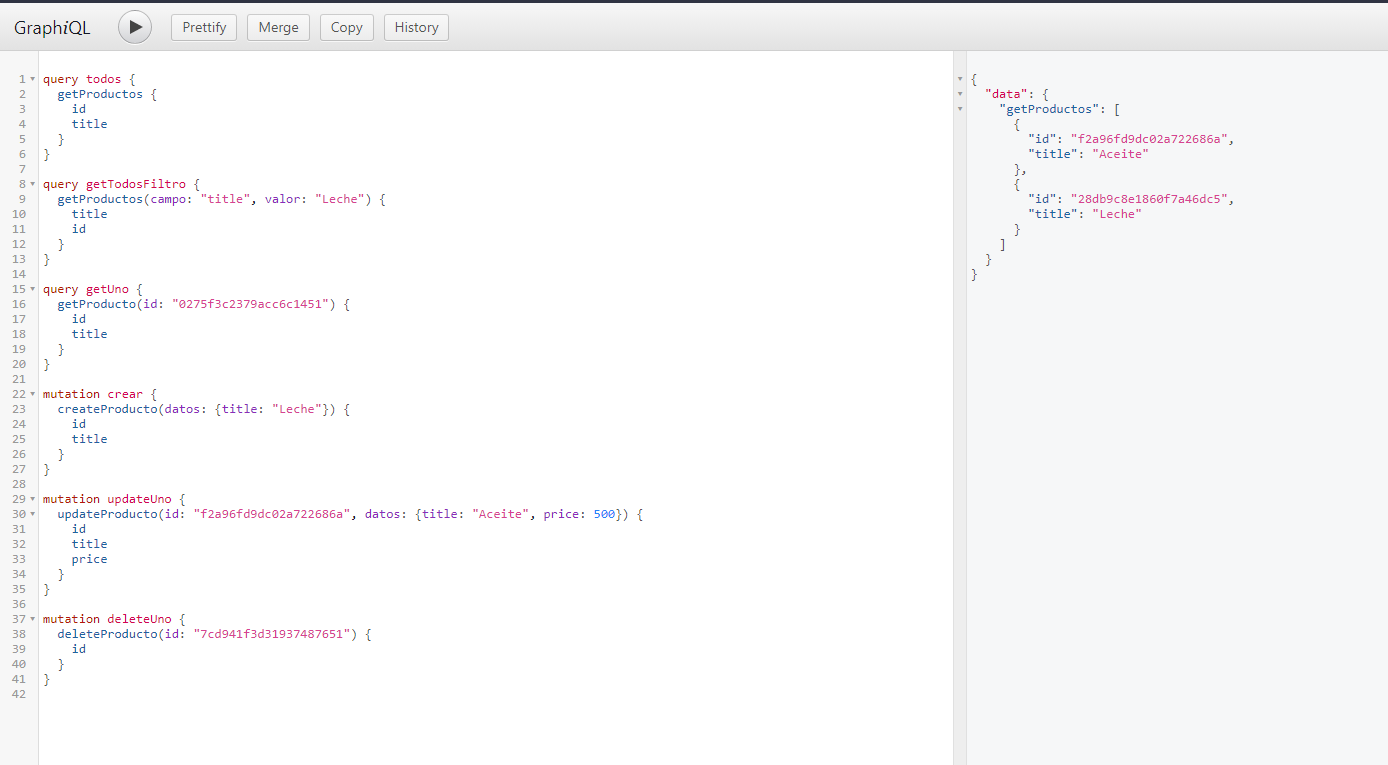 GraphiQL Prettify Merge Copy History
1 query todos {
2   getProductos {
3     id
4     title
5   }
6 }
7
8 query getTodosFiltro {
9   getProductos(campo: "title", valor: "Leche") {
10     title
11     id
12   }
13 }
14
15 query getUno {
16   getProducto(id: "0275f3c2379acc6c1451") {
17     id
18     title
19   }
20 }
21
22 mutation crear {
23   createProducto(datos: {title: "Leche"}) {
24     id
25     title
26   }
27 }
28
29 mutation updateUno {
30   updateProducto(id: "f2a96fd9dc02a722686a", datos: {title: "Aceite", price: 500}) {
31     id
32     title
33     price
34   }
35 }
36
37 mutation deleteUno {
38   deleteProducto(id: "7cd941f3d31937487651") {
39     id
40   }
41 }
42
{
  "data": {
    "getProductos": [
      {
        "id": "f2a96fd9dc02a722686a",
        "title": "Aceite"
      },
      {
        "id": "28db9c8e1860f7a46dc5",
        "title": "Leche"
      }
    ]
  }
}